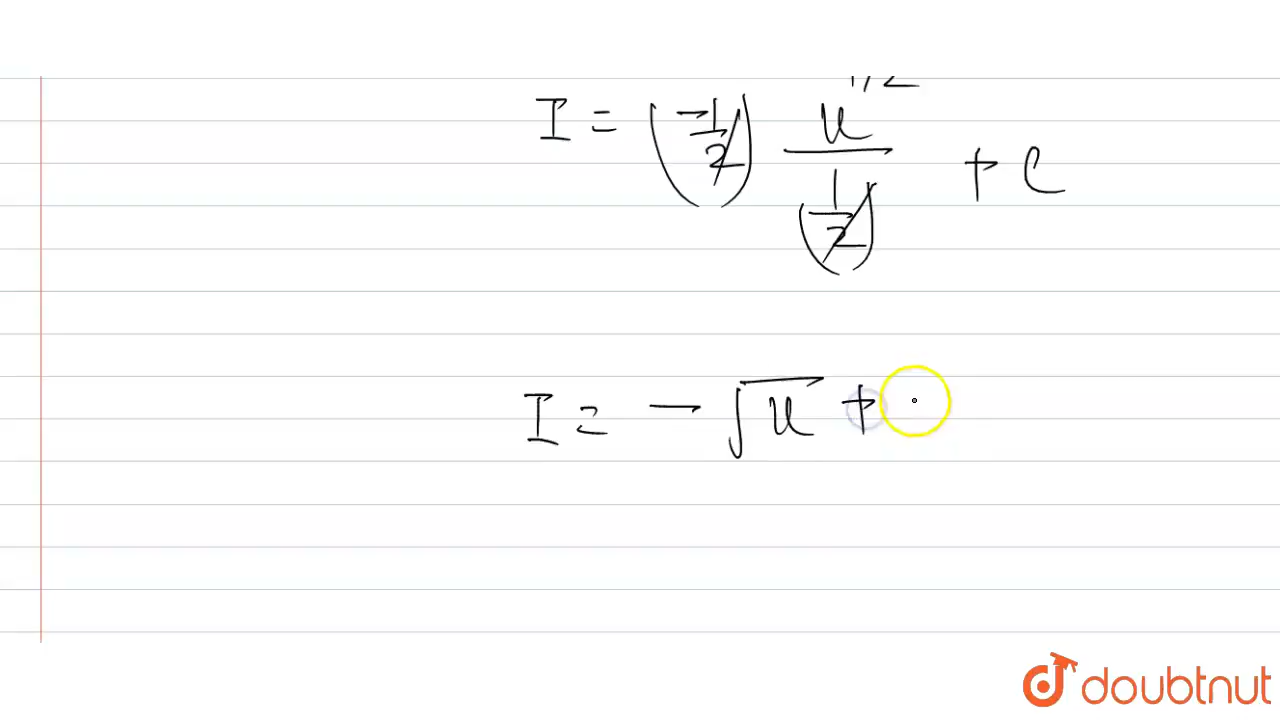 I = (-1/2) u^1/2 / (1/2) + C
I = - √u +
doubtnut